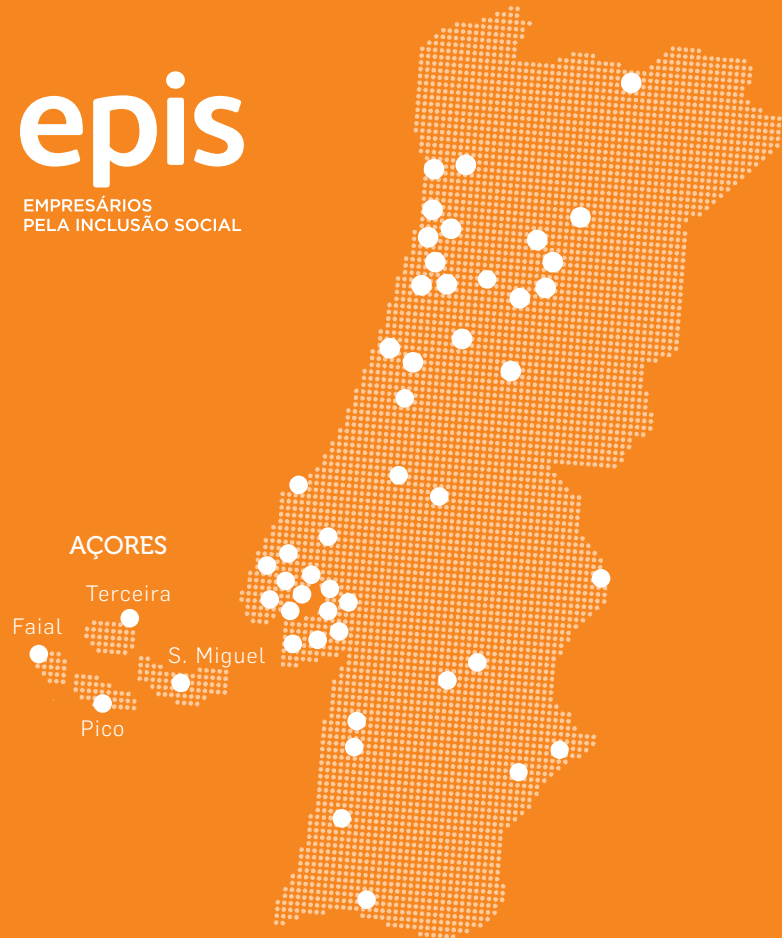 epis
EMPRESÁRIOS
PELA INCLUSÃO SOCIAL
AÇORES
Terceira
Faial
S. Miguel
Pico